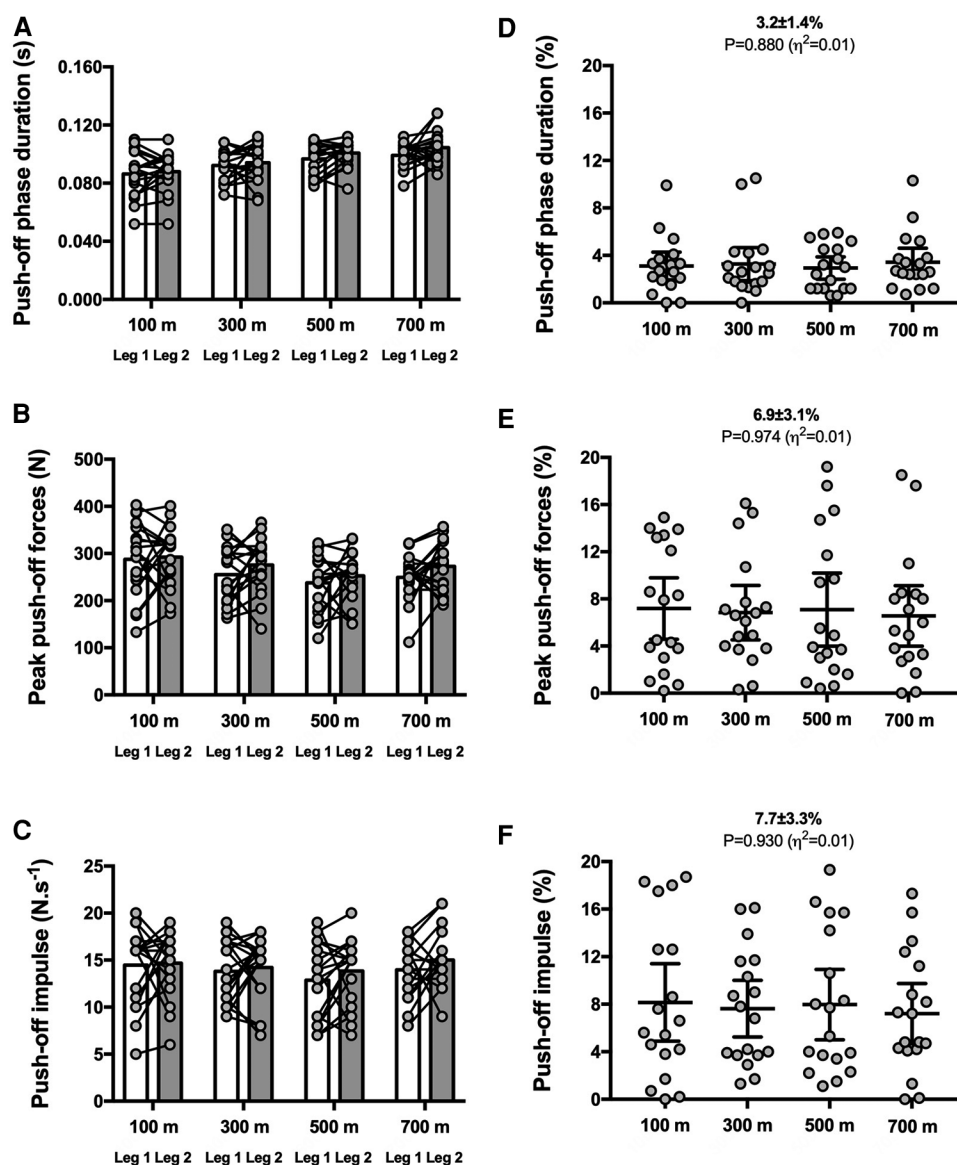 A
Push-off phase duration (s)
0.160
0.120
0.080
0.040
0.000
100 m 300 m 500 m 700 m
Leg 1 Leg 2 Leg 1 Leg 2 Leg 1 Leg 2 Leg 1 Leg 2
D
3.2±1.4%
P=0.880 (η²=0.01)
Push-off phase duration (%)
20
16
12
8
4
0
100 m 300 m 500 m 700 m
B
Peak push-off forces (N)
500
400
300
200
100
0
100 m 300 m 500 m 700 m
Leg 1 Leg 2 Leg 1 Leg 2 Leg 1 Leg 2 Leg 1 Leg 2
E
6.9±3.1%
P=0.974 (η²=0.01)
Peak push-off forces (%)
20
16
12
8
4
0
100 m 300 m 500 m 700 m
C
Push-off impulse (N.s⁻¹)
25
20
15
10
5
0
100 m 300 m 500 m 700 m
Leg 1 Leg 2 Leg 1 Leg 2 Leg 1 Leg 2 Leg 1 Leg 2
F
7.7±3.3%
P=0.930 (η²=0.01)
Push-off impulse (%)
20
16
12
8
4
0
100 m 300 m 500 m 700 m